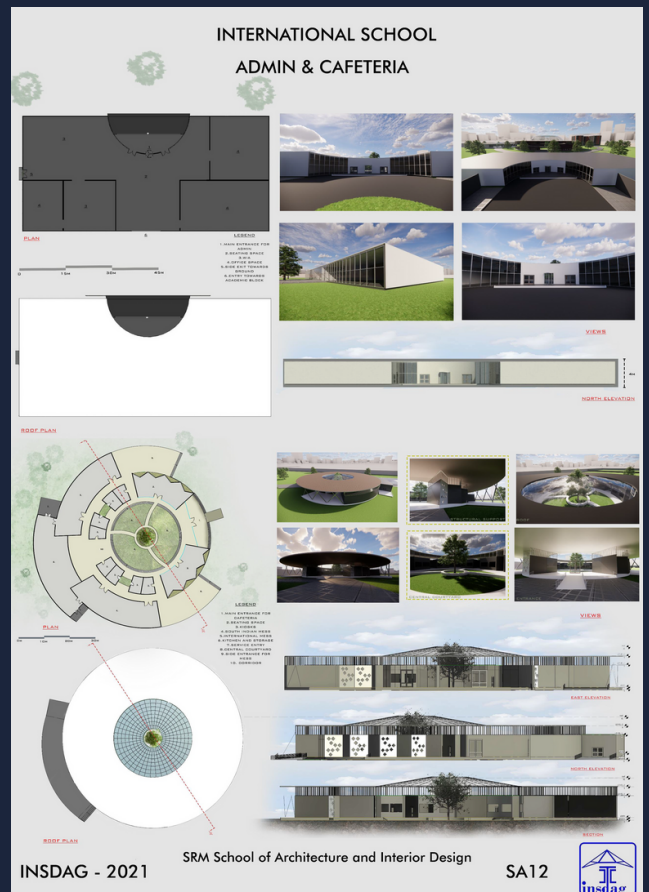 INTERNATIONAL SCHOOL
ADMIN & CAFETERIA
PLAN
LEGEND
1.MAIN ENTRANCE FOR
ADMIN
2.SEATING SPACE
4.OFFICE SPACE
5.SIDE EXIT TOWARDS
GROUND
6.ENTRY TOWARDS
ACADEMIC BLOCK
VIEWS
NORTH ELEVATION
ROOF PLAN
PLAN
LEGEND
1.MAIN ENTRANCE FOR
CAFETERIA
2.SEATING SPACE
4.SOUTH INDIAN MESS
5.INTERNATIONAL MESS
6.KITCHEN AND STORAGE
7.SERVICE ENTRY
8.CENTRAL COURTYARD
9.SIDE ENTRANCE FOR
MESS
10. CORRIDOR
VIEWS
EAST ELEVATION
NORTH ELEVATION
SECTION
ROOF PLAN
INSDAG - 2021
SRM School of Architecture and Interior Design
SA12
insdag